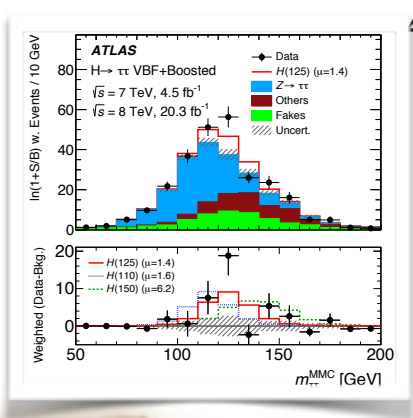 ln(1+S/B) w. Events / 10 GeV
80
60
40
20
0
ATLAS
H→ ττ VBF+Boosted
√s = 7 TeV, 4.5 fb⁻¹
√s = 8 TeV, 20.3 fb⁻¹
Data
H(125) (μ=1.4)
Z→ ττ
Others
Fakes
Uncert.
Weighted (Data-Bkg.)
20
10
0
H(125) (μ=1.4)
H(110) (μ=1.6)
H(150) (μ=6.2)
50 100 150 200
m_ττ^MMC [GeV]